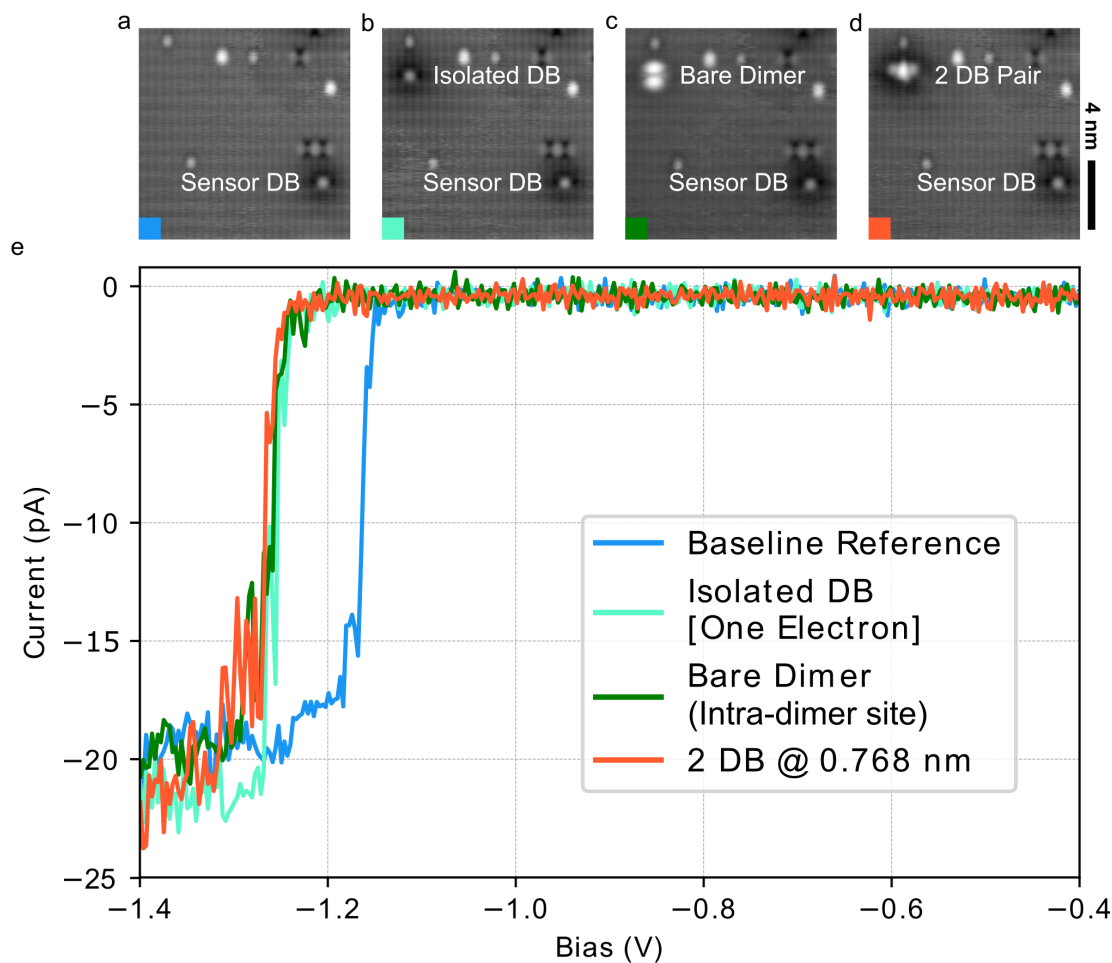 a
b
c
d
Isolated DB
Bare Dimer
2 DB Pair
Sensor DB
Sensor DB
Sensor DB
Sensor DB
4 nm
e
0
−5
−10
−15
−20
−25
Current (pA)
Baseline Reference
Isolated DB
[One Electron]
Bare Dimer
(Intra-dimer site)
2 DB @ 0.768 nm
−1.4
−1.2
−1.0
−0.8
−0.6
−0.4
Bias (V)